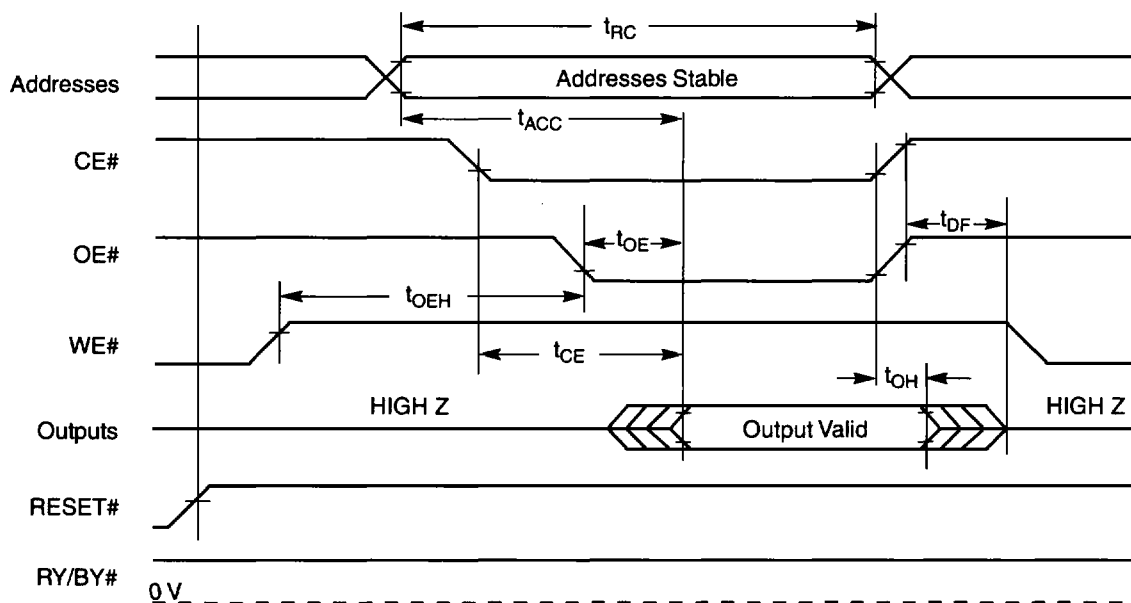 tRC
Addresses
Addresses Stable
tACC
CE#
tDF
OE#
tOE
tOEH
WE#
tCE
tOH
HIGH Z
HIGH Z
Outputs
Output Valid
RESET#
RY/BY#
0 V